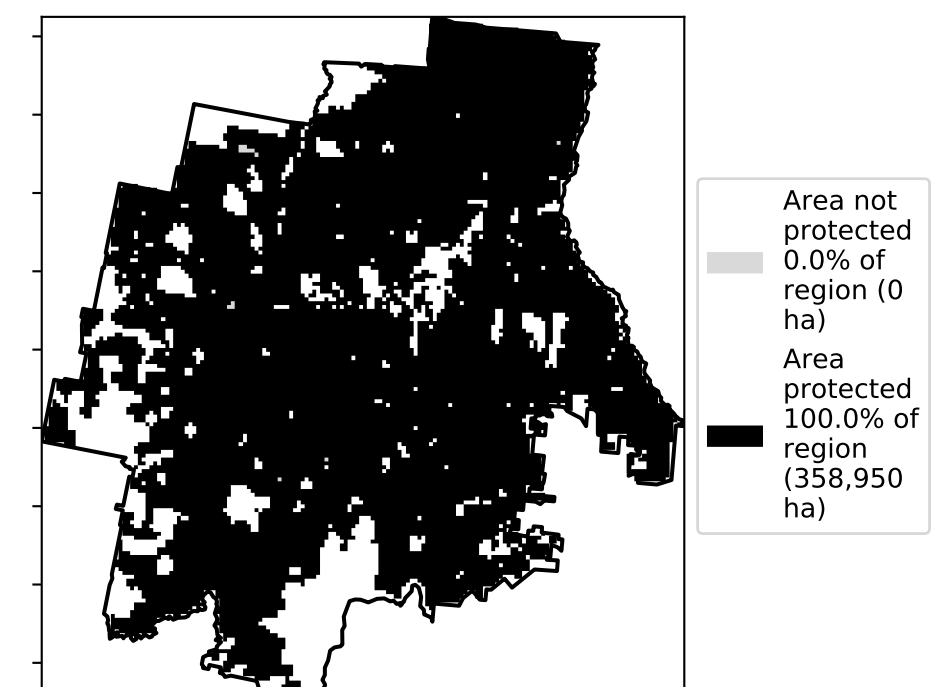 Area not
protected
0.0% of
region (0
ha)
Area
protected
100.0% of
region
(358,950
ha)